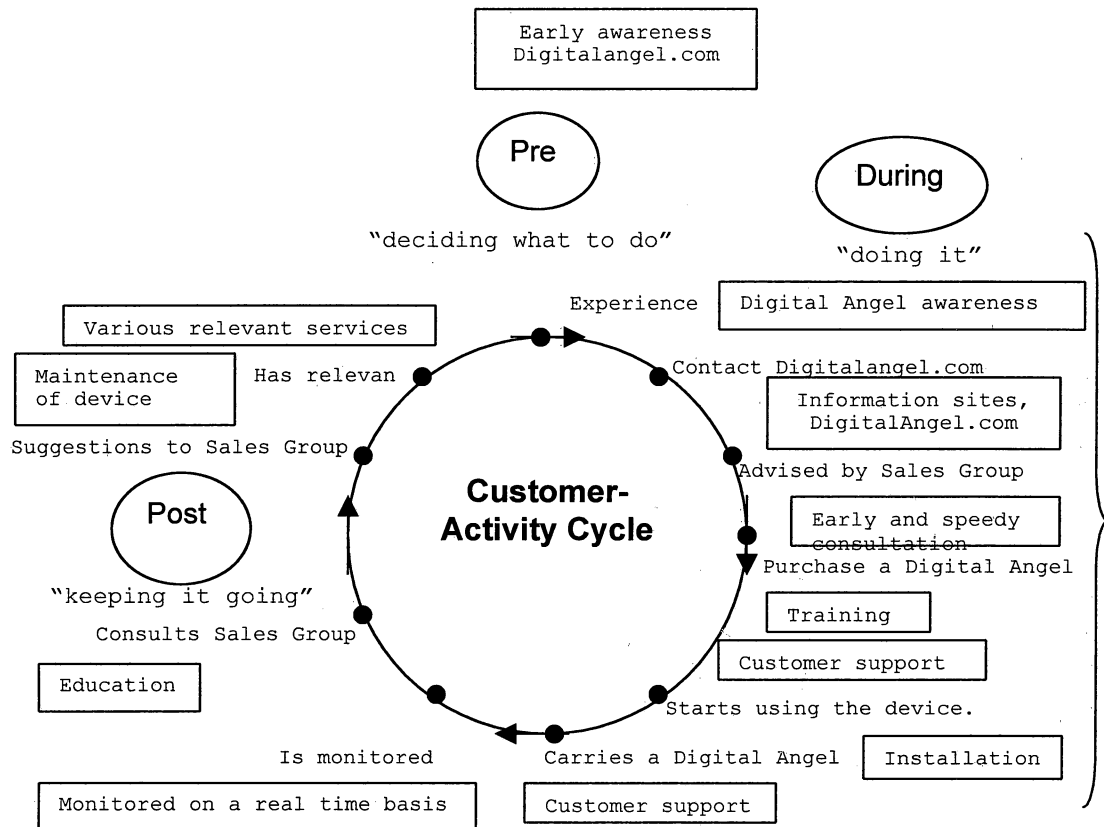 Early awareness
Digitalangel.com
Pre
During
"deciding what to do"
"doing it"
Experience
Digital Angel awareness
Various relevant services
Contact Digitalangel.com
Maintenance
of device
Has relevan
Information sites,
DigitalAngel.com
Suggestions to Sales Group
Advised by Sales Group
Customer-
Activity Cycle
Post
Early and speedy
consultation
Purchase a Digital Angel
"keeping it going"
Training
Consults Sales Group
Customer support
Education
Starts using the device.
Is monitored
Carries a Digital Angel
Installation
Monitored on a real time basis
Customer support